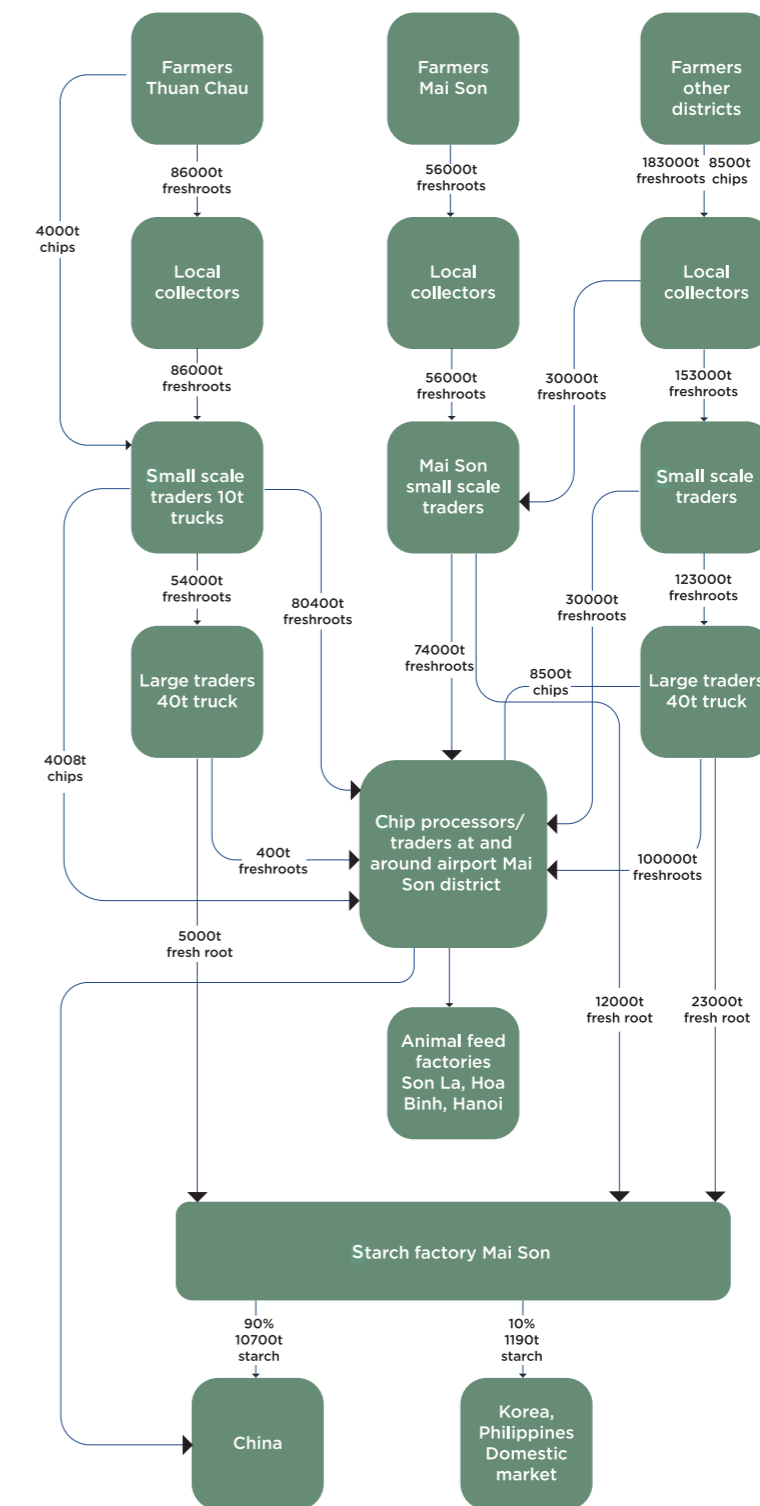 Farmers
Thuan Chau
Farmers
Mai Son
Farmers
other
districts
86000t
freshroots
56000t
freshroots
183000t
freshroots
8500t
chips
4000t
chips
Local
collectors
Local
collectors
Local
collectors
86000t
freshroots
56000t
freshroots
30000t
freshroots
153000t
freshroots
Small scale
traders 10t
trucks
Mai Son
small scale
traders
Small scale
traders
54000t
freshroots
80400t
freshroots
74000t
freshroots
30000t
freshroots
123000t
freshroots
8500t
chips
Large traders
40t truck
Large traders
40t truck
4008t
chips
400t
freshroots
Chip processors/
traders at and
around airport Mai
Son district
100000t
freshroots
5000t
fresh root
12000t
fresh root
23000t
fresh root
Animal feed
factories
Son La, Hoa
Binh, Hanoi
Starch factory Mai Son
90%
10700t
starch
10%
1190t
starch
China
Korea,
Philippines
Domestic
market